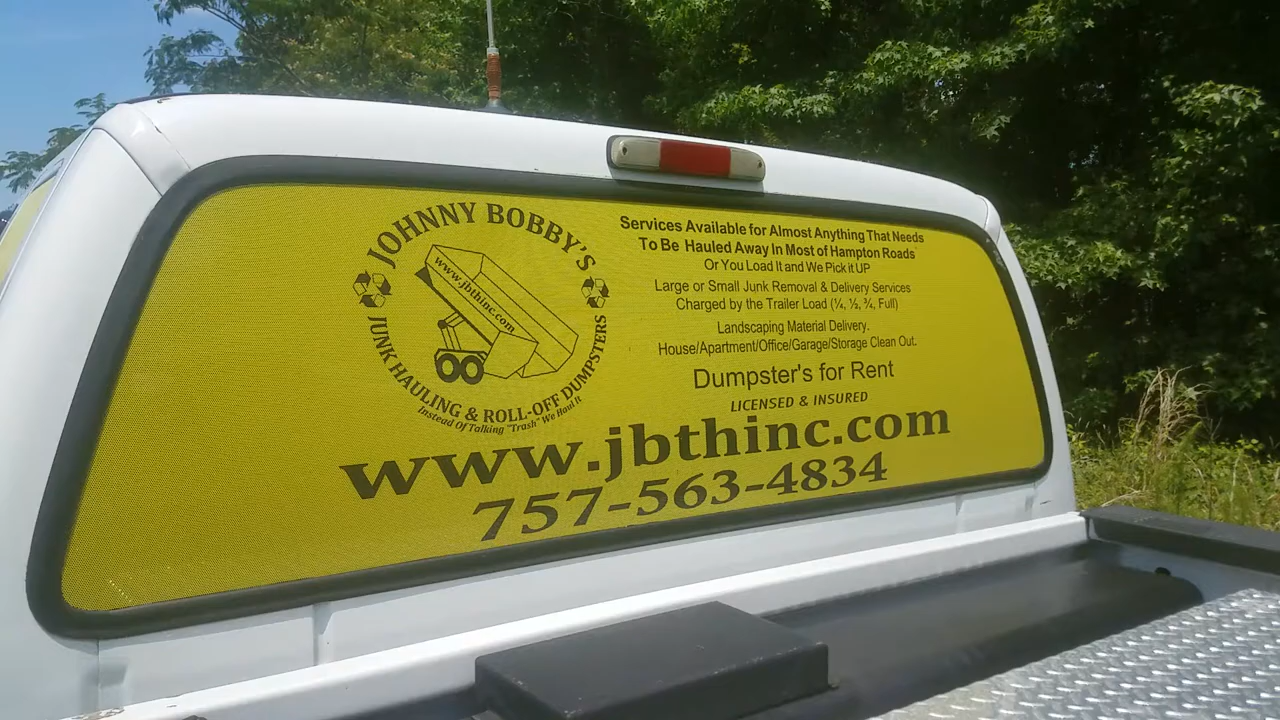 JOHNNY BOBBY'S
www.jbthinc.com
JUNK HAULING & ROLL-OFF DUMPSTERS
Instead Of Talking "Trash" We Haul It
Services Available for Almost Anything That Needs
To Be Hauled Away In Most of Hampton Roads
Or You Load It and We Pick it UP
Large or Small Junk Removal & Delivery Services
Charged by the Trailer Load (¼, ½, ¾, Full)
Landscaping Material Delivery.
House/Apartment/Office/Garage/Storage Clean Out.
Dumpster's for Rent
LICENSED & INSURED
www.jbthinc.com
757-563-4834